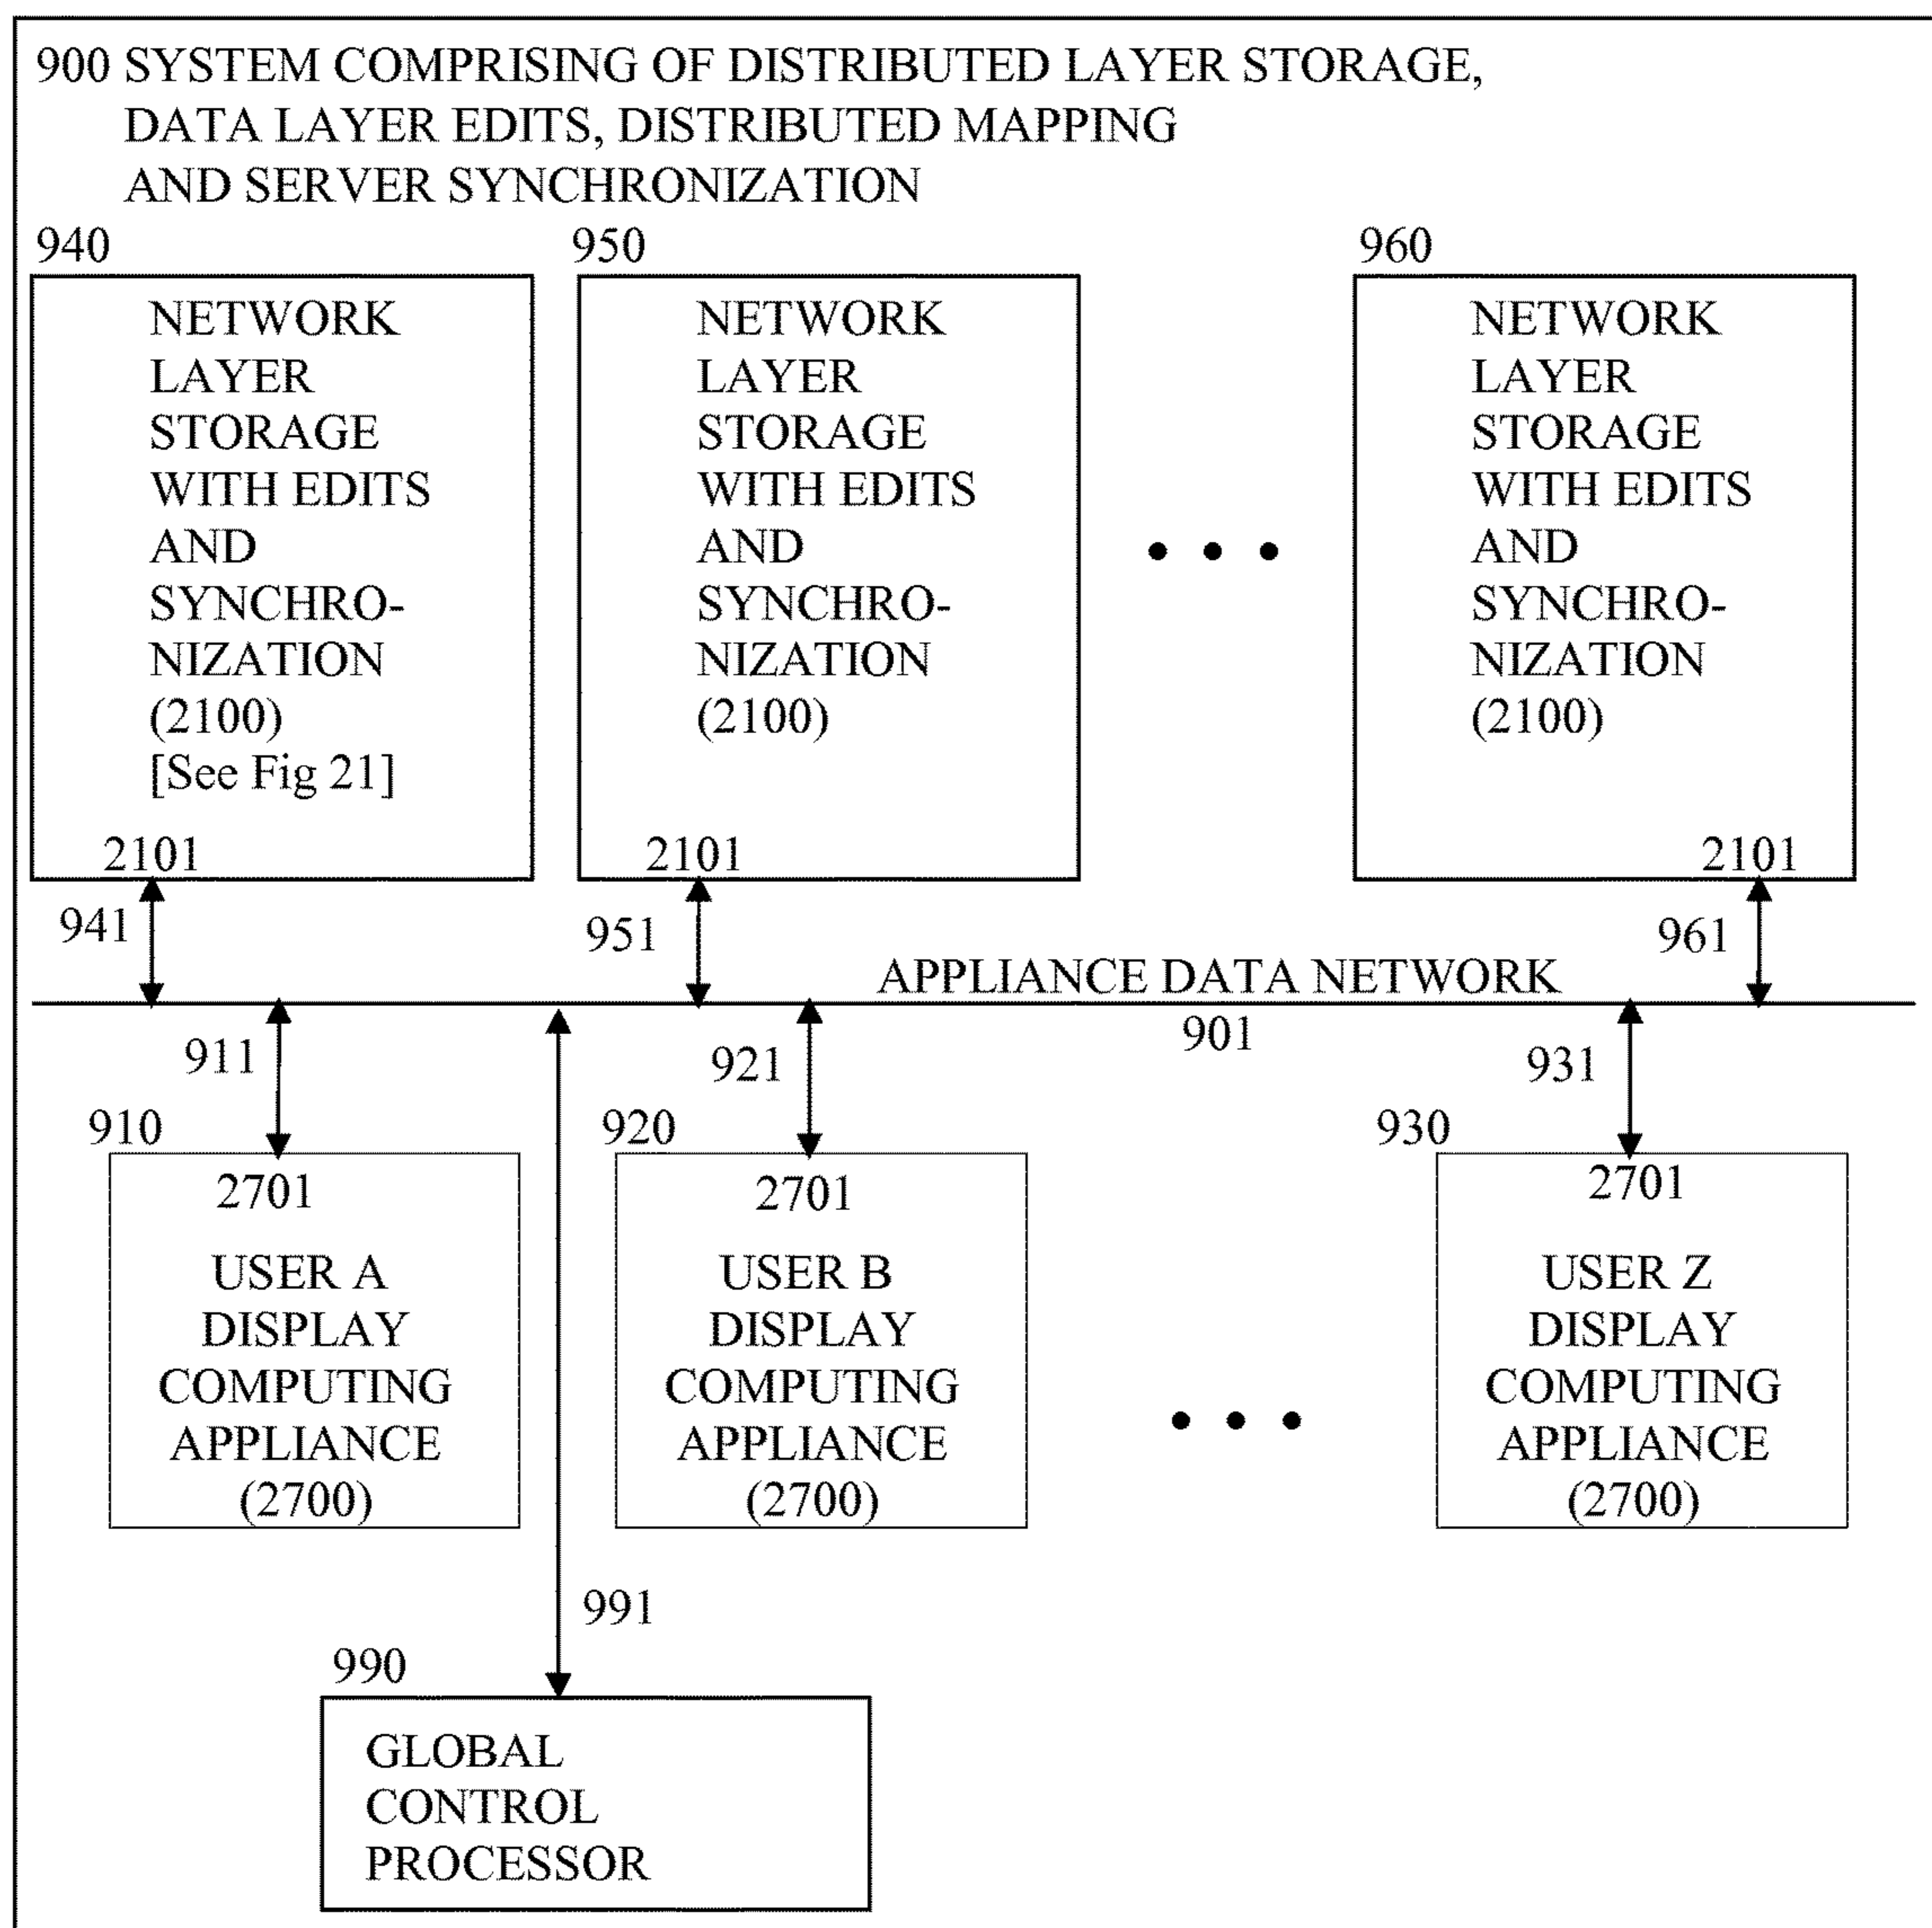 900 SYSTEM COMPRISING OF DISTRIBUTED LAYER STORAGE,
DATA LAYER EDITS, DISTRIBUTED MAPPING
AND SERVER SYNCHRONIZATION
940
NETWORK
LAYER
STORAGE
WITH EDITS
AND
SYNCHRO-
NIZATION
(2100)
[See Fig 21]
2101
950
NETWORK
LAYER
STORAGE
WITH EDITS
AND
SYNCHRO-
NIZATION
(2100)
2101
960
NETWORK
LAYER
STORAGE
WITH EDITS
AND
SYNCHRO-
NIZATION
(2100)
2101
941
951
961
APPLIANCE DATA NETWORK
901
911
921
931
910
2701
USER A
DISPLAY
COMPUTING
APPLIANCE
(2700)
920
2701
USER B
DISPLAY
COMPUTING
APPLIANCE
(2700)
930
2701
USER Z
DISPLAY
COMPUTING
APPLIANCE
(2700)
991
990
GLOBAL
CONTROL
PROCESSOR